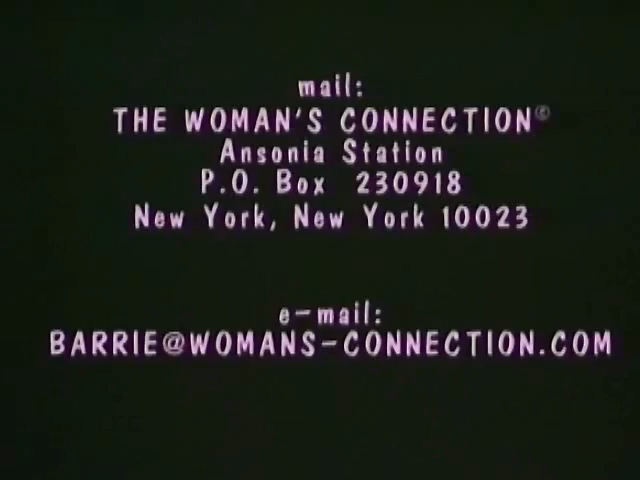 mail:
THE WOMAN'S CONNECTION©
Ansonia Station
P.O. Box 230918
New York, New York 10023
e-mail:
BARRIE@WOMANS-CONNECTION.COM